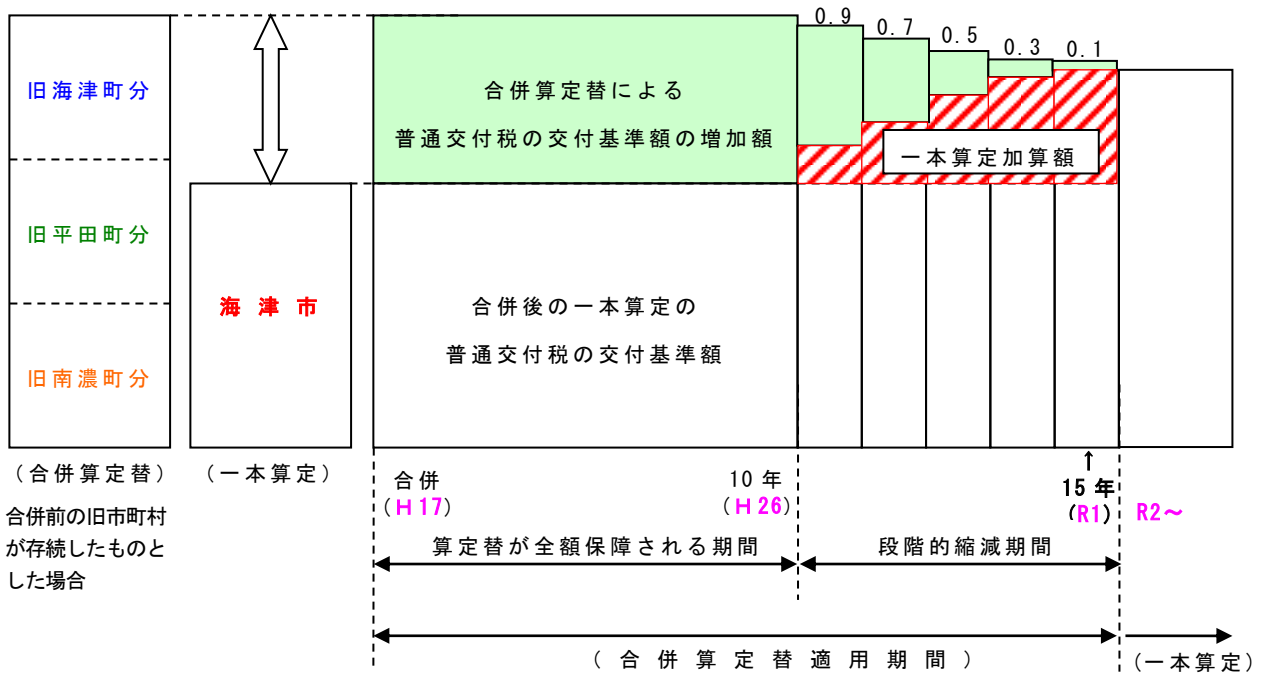 0.9
0.7
0.5
0.3
0.1
旧海津町分
旧平田町分
旧南濃町分
海津市
合併算定替による
普通交付税の交付基準額の増加額
一本算定加算額
合併後の一本算定の
普通交付税の交付基準額
(合併算定替)
合併前の旧市町村
が存続したものと
した場合
(一本算定)
合併
(H17)
10年
(H26)
↑
15年
(R1)
R2~
算定替が全額保障される期間
段階的縮減期間
(合併算定替適用期間)
(一本算定)